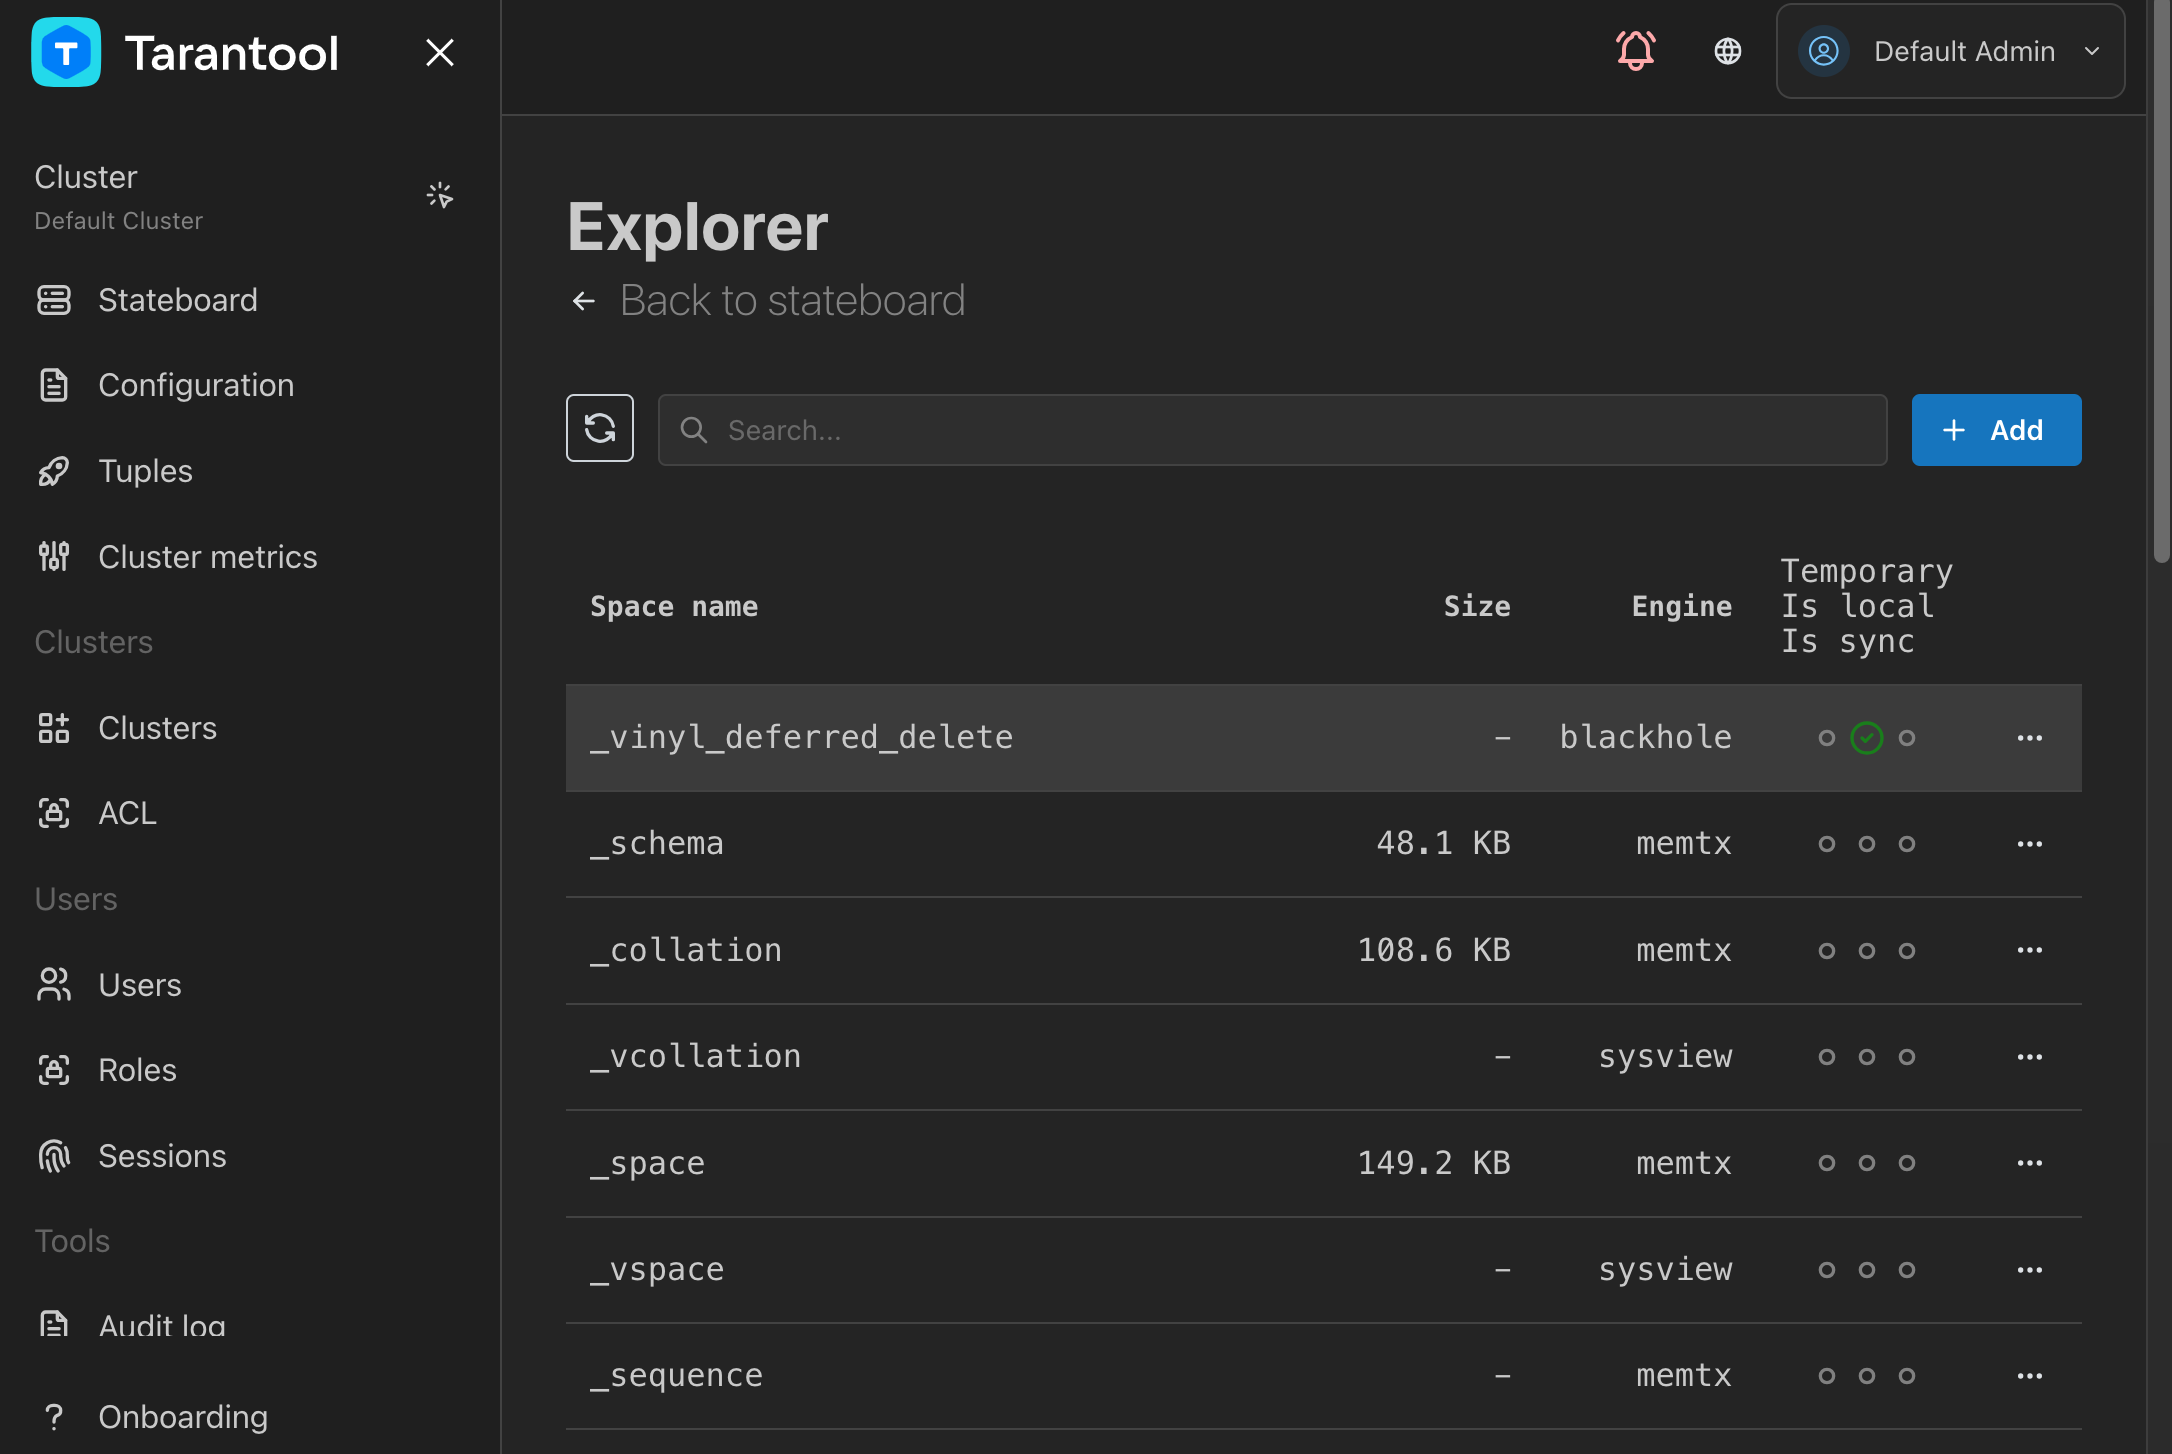 Tarantool
Default Admin
Cluster
Default Cluster
Stateboard
Configuration
Tuples
Cluster metrics
Clusters
Clusters
ACL
Users
Users
Roles
Sessions
Tools
Audit log
? Onboarding
Explorer
← Back to stateboard
Search...
+ Add
Space name Size Engine Temporary
Is local
Is sync
_vinyl_deferred_delete – blackhole
_schema 48.1 KB memtx
_collation 108.6 KB memtx
_vcollation – sysview
_space 149.2 KB memtx
_vspace – sysview
_sequence – memtx